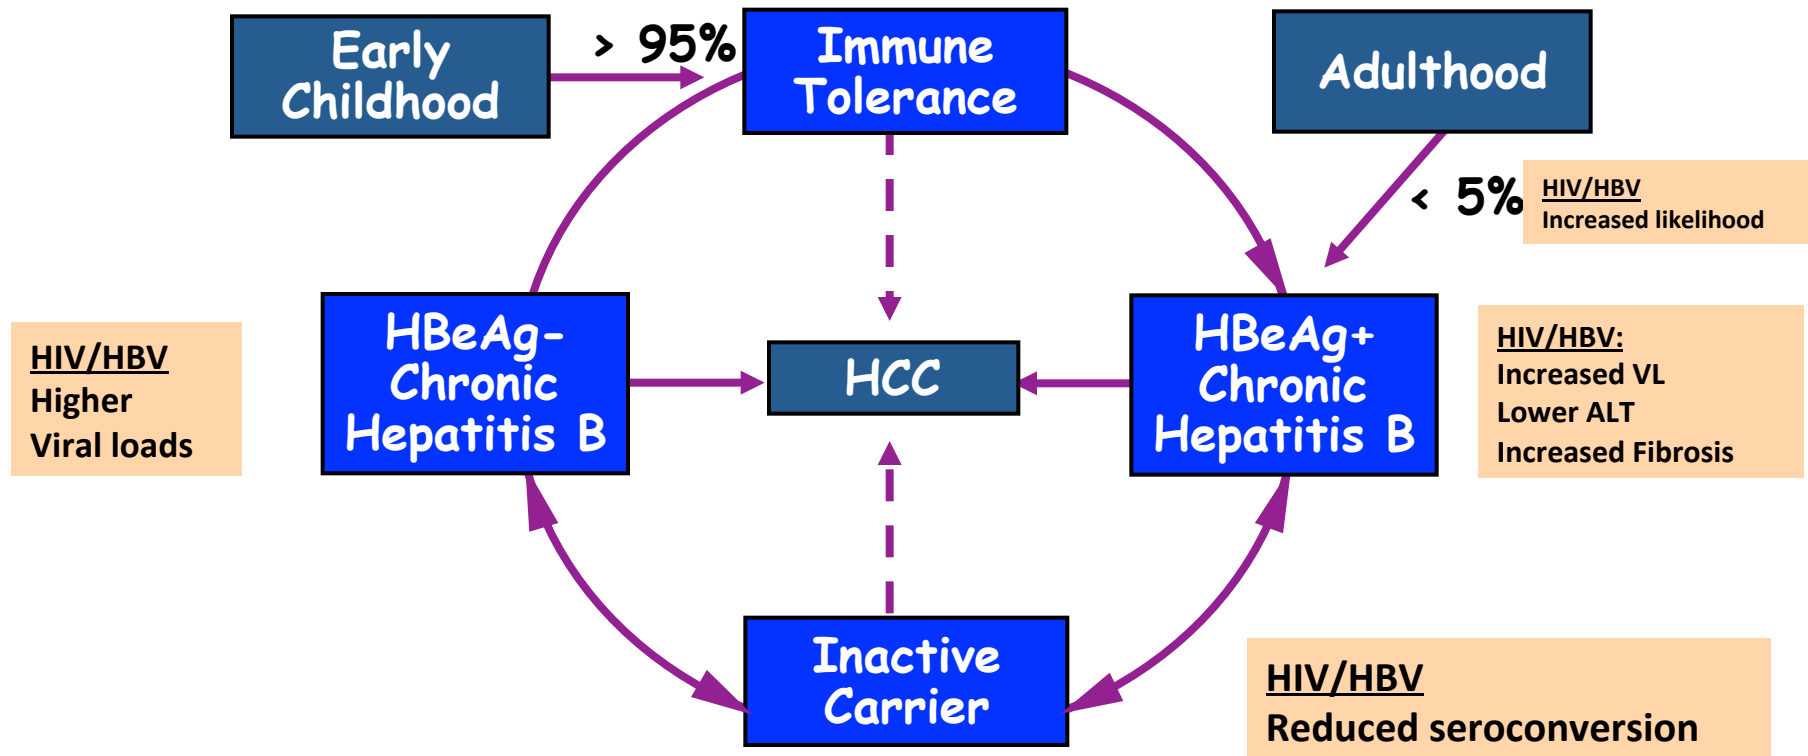 Early
Childhood
> 95%
Immune
Tolerance
Adulthood
< 5%
HIV/HBV
Increased likelihood
HIV/HBV
Higher
Viral loads
HBeAg-
Chronic
Hepatitis B
HCC
HBeAg+
Chronic
Hepatitis B
HIV/HBV:
Increased VL
Lower ALT
Increased Fibrosis
Inactive
Carrier
HIV/HBV
Reduced seroconversion